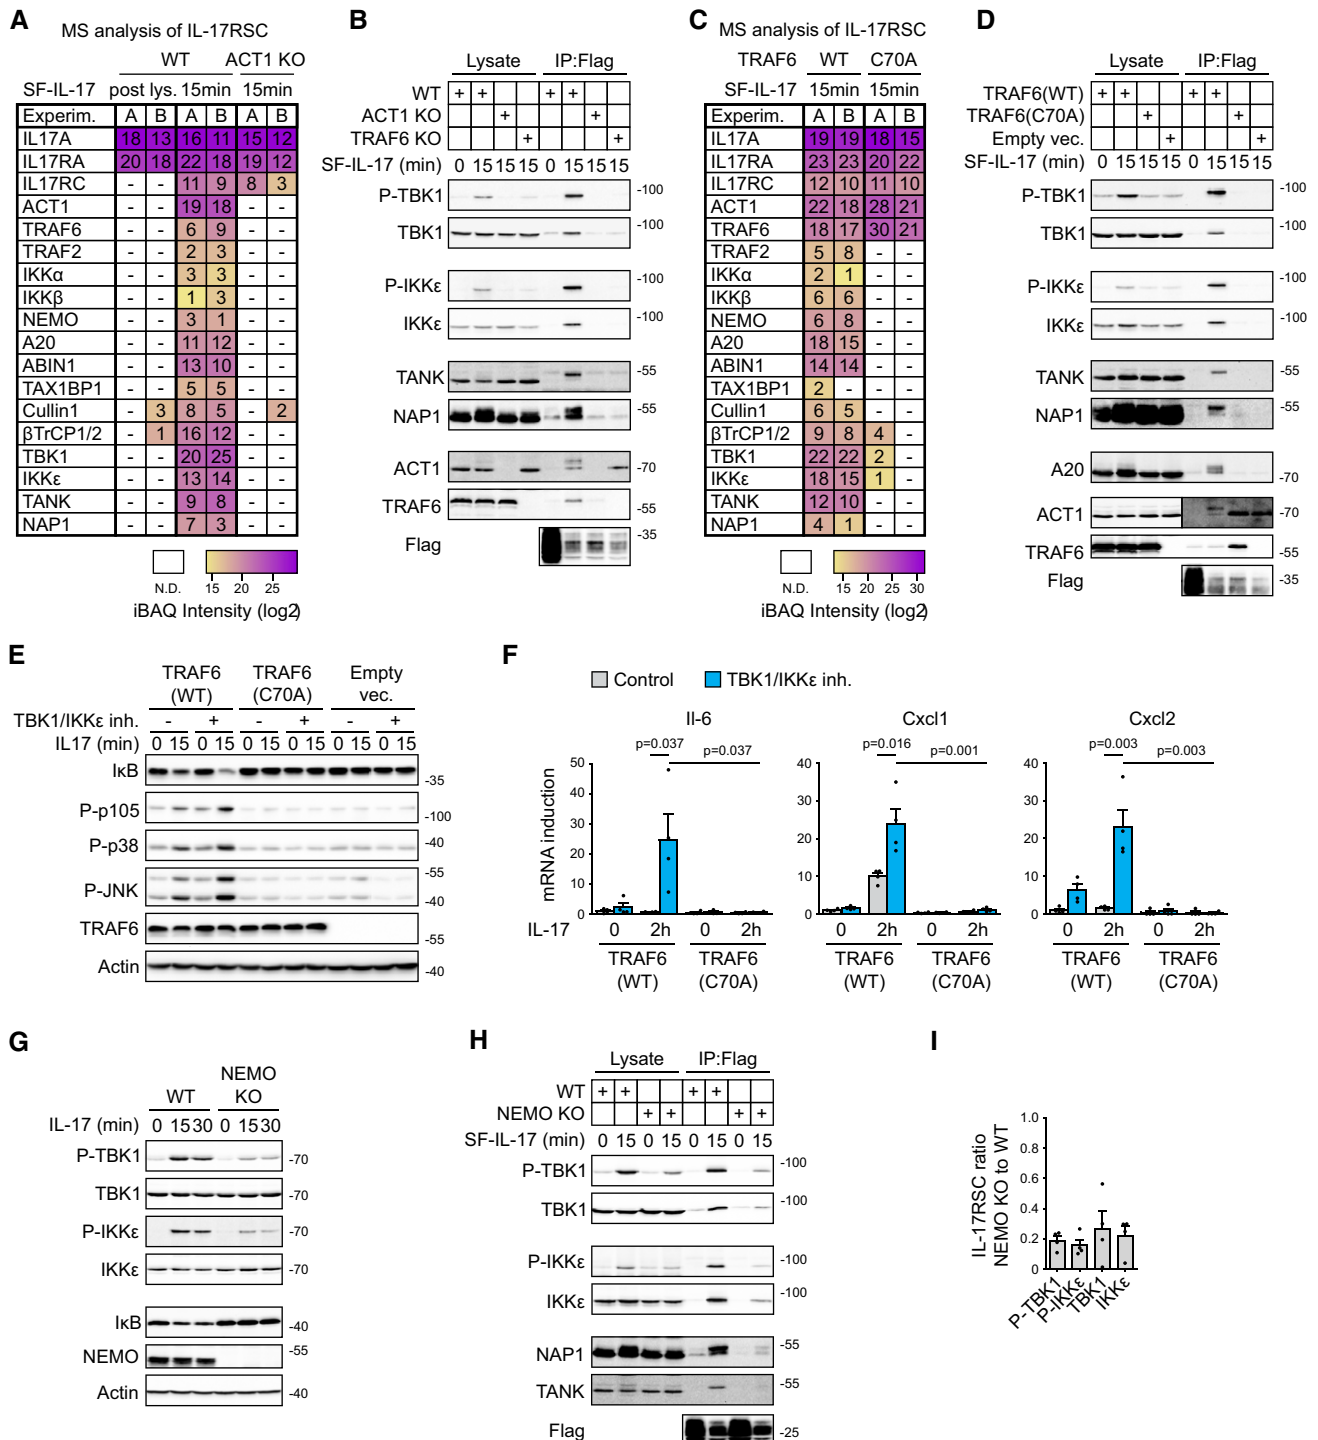 A
MS analysis of IL-17RSC
WT ACT1 KO
SF-IL-17 post lys. 15min 15min
Experim. A B A B A B
IL17A 18 13 16 11 15 12
IL17RA 20 18 22 18 19 12
IL17RC - - 11 9 8 3
ACT1 - - 19 18 - -
TRAF6 - - 6 9 - -
TRAF2 - - 2 3 - -
IKKα - - 3 3 - -
IKKβ - - 1 3 - -
NEMO - - 3 1 - -
A20 - - 11 12 - -
ABIN1 - - 13 10 - -
TAX1BP1 - - 5 5 - -
Cullin1 - 3 8 5 - 2
βTrCP1/2 - 1 16 12 - -
TBK1 - - 20 25 - -
IKKε - - 13 14 - -
TANK - - 9 8 - -
NAP1 - - 7 3 - -
N.D. 15 20 25
iBAQ Intensity (log2)
B
Lysate IP:Flag
WT + + + +
ACT1 KO + +
TRAF6 KO + +
SF-IL-17 (min) 0 15 15 15 0 15 15 15
P-TBK1 -100
TBK1 -100
P-IKKε -100
IKKε -100
TANK -55
NAP1 -55
ACT1 -70
TRAF6 -55
Flag -35
C
MS analysis of IL-17RSC
TRAF6 WT C70A
SF-IL-17 15min 15min
Experim. A B A B
IL17A 19 19 18 15
IL17RA 23 23 20 22
IL17RC 12 10 11 10
ACT1 22 18 28 21
TRAF6 18 17 30 21
TRAF2 5 8 - -
IKKα 2 1 - -
IKKβ 6 6 - -
NEMO 6 8 - -
A20 18 15 - -
ABIN1 14 14 - -
TAX1BP1 2 - - -
Cullin1 6 5 - -
βTrCP1/2 9 8 4 -
TBK1 22 22 2 -
IKKε 18 15 1 -
TANK 12 10 - -
NAP1 4 1 - -
N.D. 15 20 25 30
iBAQ Intensity (log2)
D
Lysate IP:Flag
TRAF6(WT) + + + +
TRAF6(C70A) + +
Empty vec. + +
SF-IL-17 (min) 0 15 15 15 0 15 15 15
P-TBK1 -100
TBK1 -100
P-IKKε -100
IKKε -100
TANK -55
NAP1 -55
A20 -70
ACT1 -70
TRAF6 -55
Flag -35
E
TRAF6 (WT) TRAF6 (C70A) Empty vec.
TBK1/IKKε inh. - + - + - +
IL17 (min) 0 15 0 15 0 15 0 15 0 15 0 15
IκB -35
P-p105 -100
P-p38 -40
P-JNK -55 -40
TRAF6 -55
Actin -40
F
Control TBK1/IKKε inh.
Il-6 Cxcl1 Cxcl2
p=0.037 p=0.037 p=0.016 p=0.001 p=0.003 p=0.003
mRNA induction
50 40 30 20 10 0
40 30 20 10 0
40 30 20 10 0
IL-17 0 2h 0 2h 0 2h 0 2h 0 2h 0 2h
TRAF6 TRAF6 TRAF6 TRAF6 TRAF6 TRAF6
(WT) (C70A) (WT) (C70A) (WT) (C70A)
G
WT NEMO KO
IL-17 (min) 0 15 30 0 15 30
P-TBK1 -70
TBK1 -70
P-IKKε -70
IKKε -70
IκB -40
NEMO -55
Actin -40
H
Lysate IP:Flag
WT + + + +
NEMO KO + + + +
SF-IL-17 (min) 0 15 0 15 0 15 0 15
P-TBK1 -100
TBK1 -100
P-IKKε -100
IKKε -100
NAP1 -55
TANK -55
Flag -25
I
IL-17RSC ratio
NEMO KO to WT
1.0
0.8
0.6
0.4
0.2
0
P-TBK1 P-IKKε TBK1 IKKε